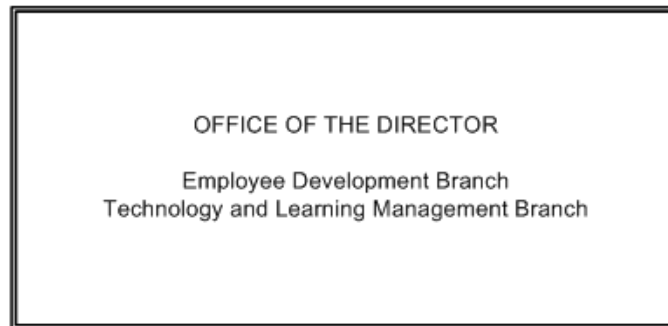 OFFICE OF THE DIRECTOR
Employee Development Branch
Technology and Learning Management Branch